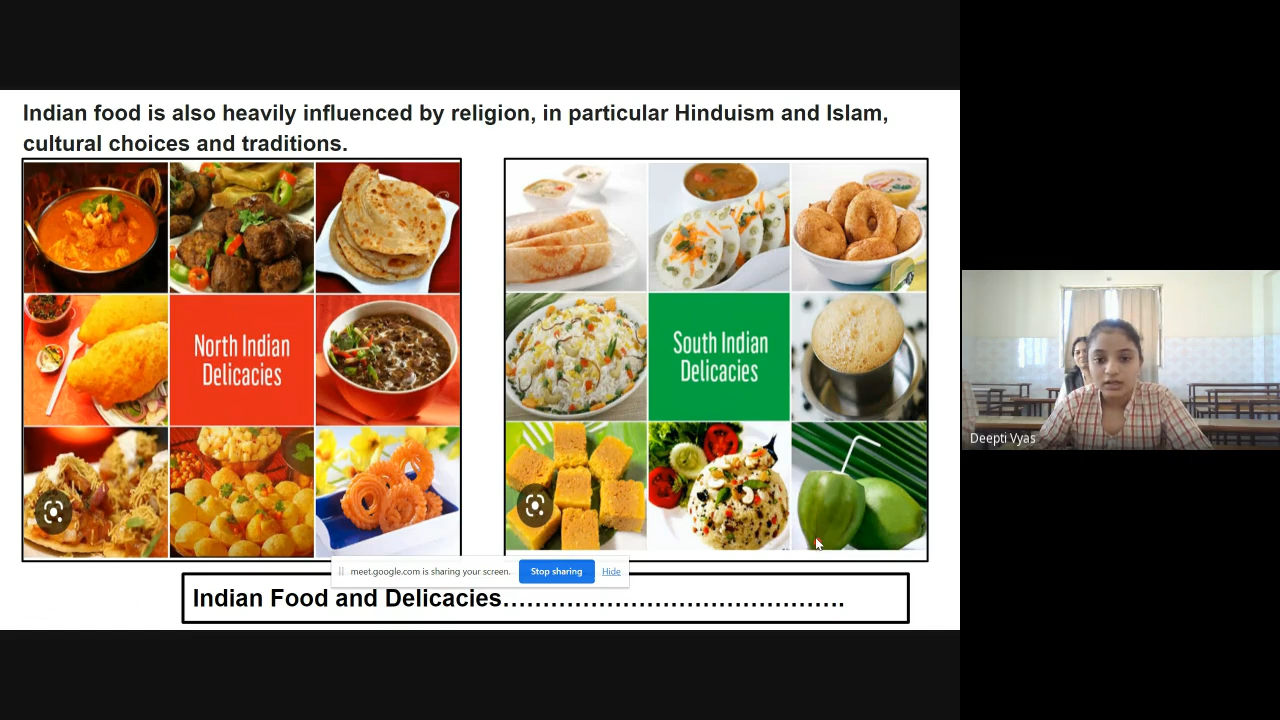 Indian food is also heavily influenced by religion, in particular Hinduism and Islam,
cultural choices and traditions.
North Indian
Delicacies
South Indian
Delicacies
Deepti Vyas
meet.google.com is sharing your screen.
Stop sharing
Hide
Indian Food and Delicacies…………………………………….